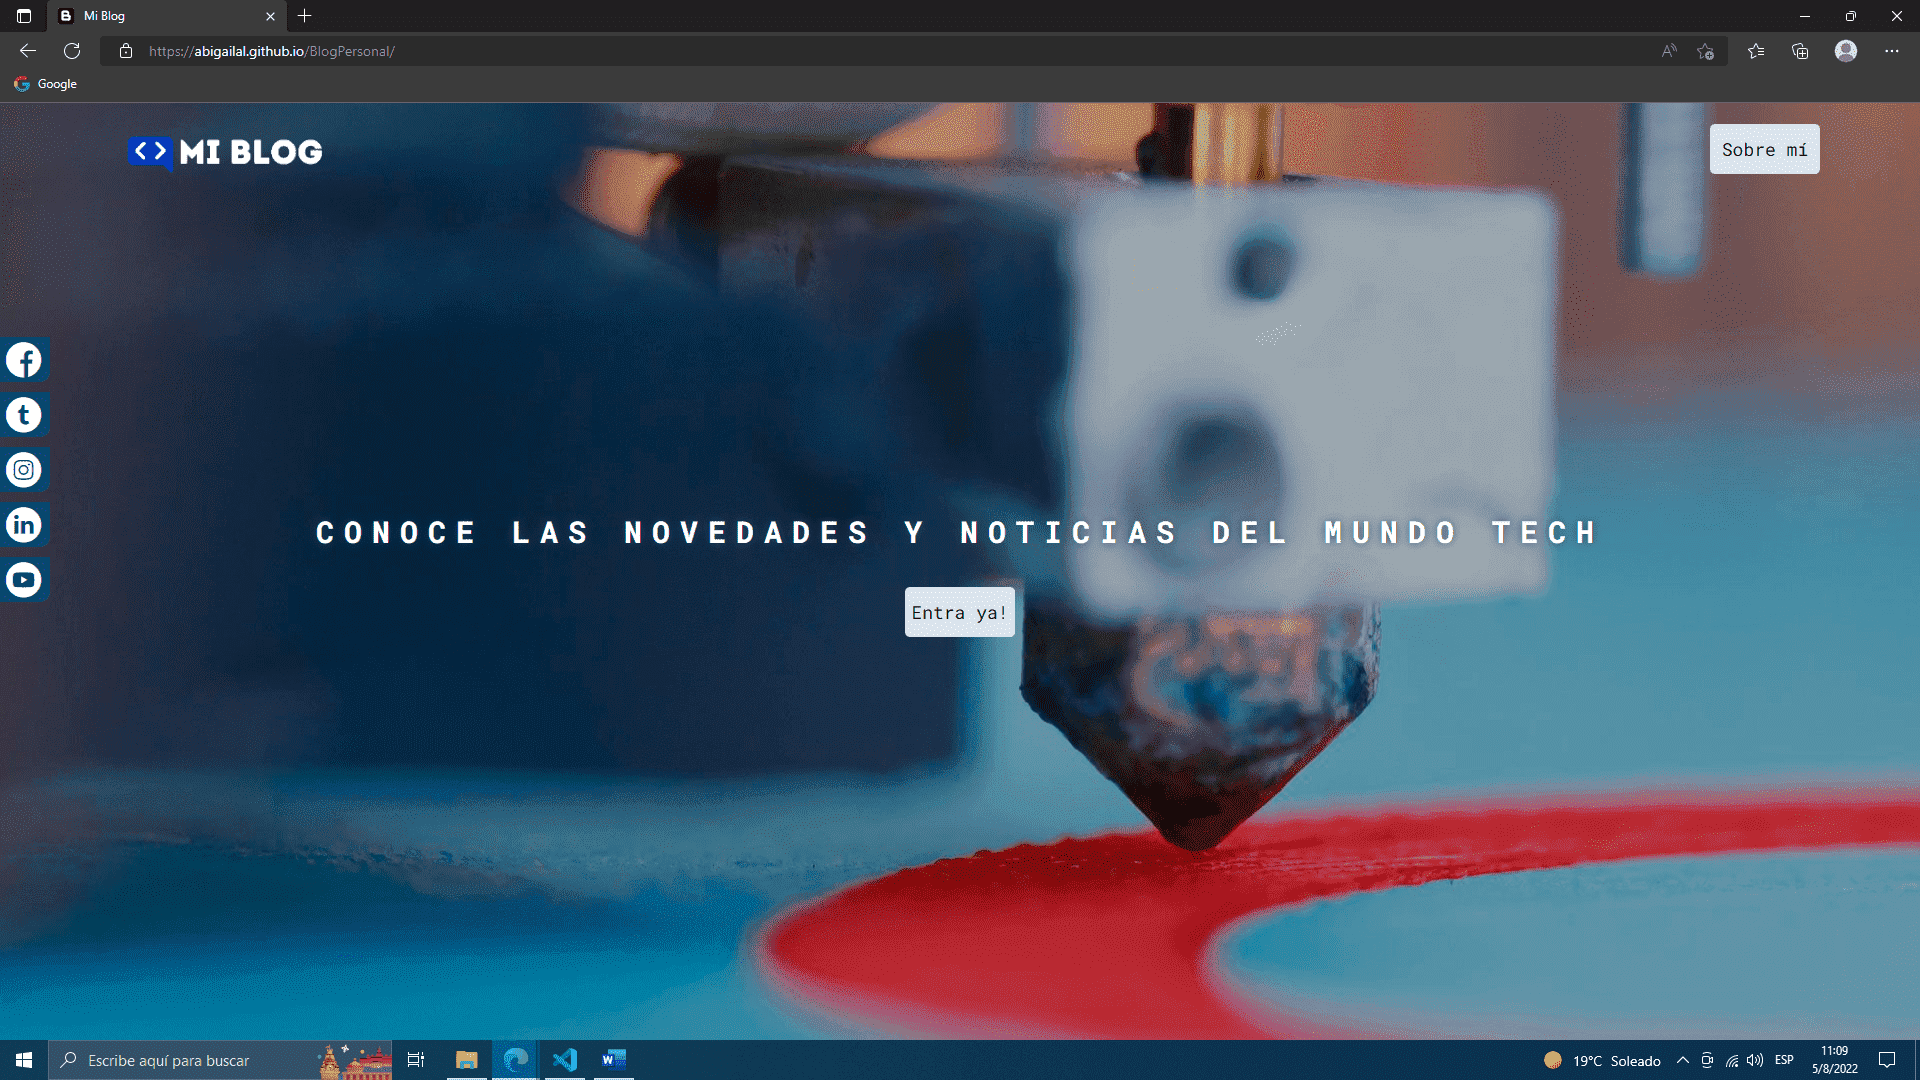 Mi Blog
https://abigailal.github.io/BlogPersonal/
Google
MI BLOG
Sobre mí
CONOCE LAS NOVEDADES Y NOTICIAS DEL MUNDO TECH
Entra ya!
Escribe aquí para buscar
19°C Soleado
ESP
11:09
5/8/2022